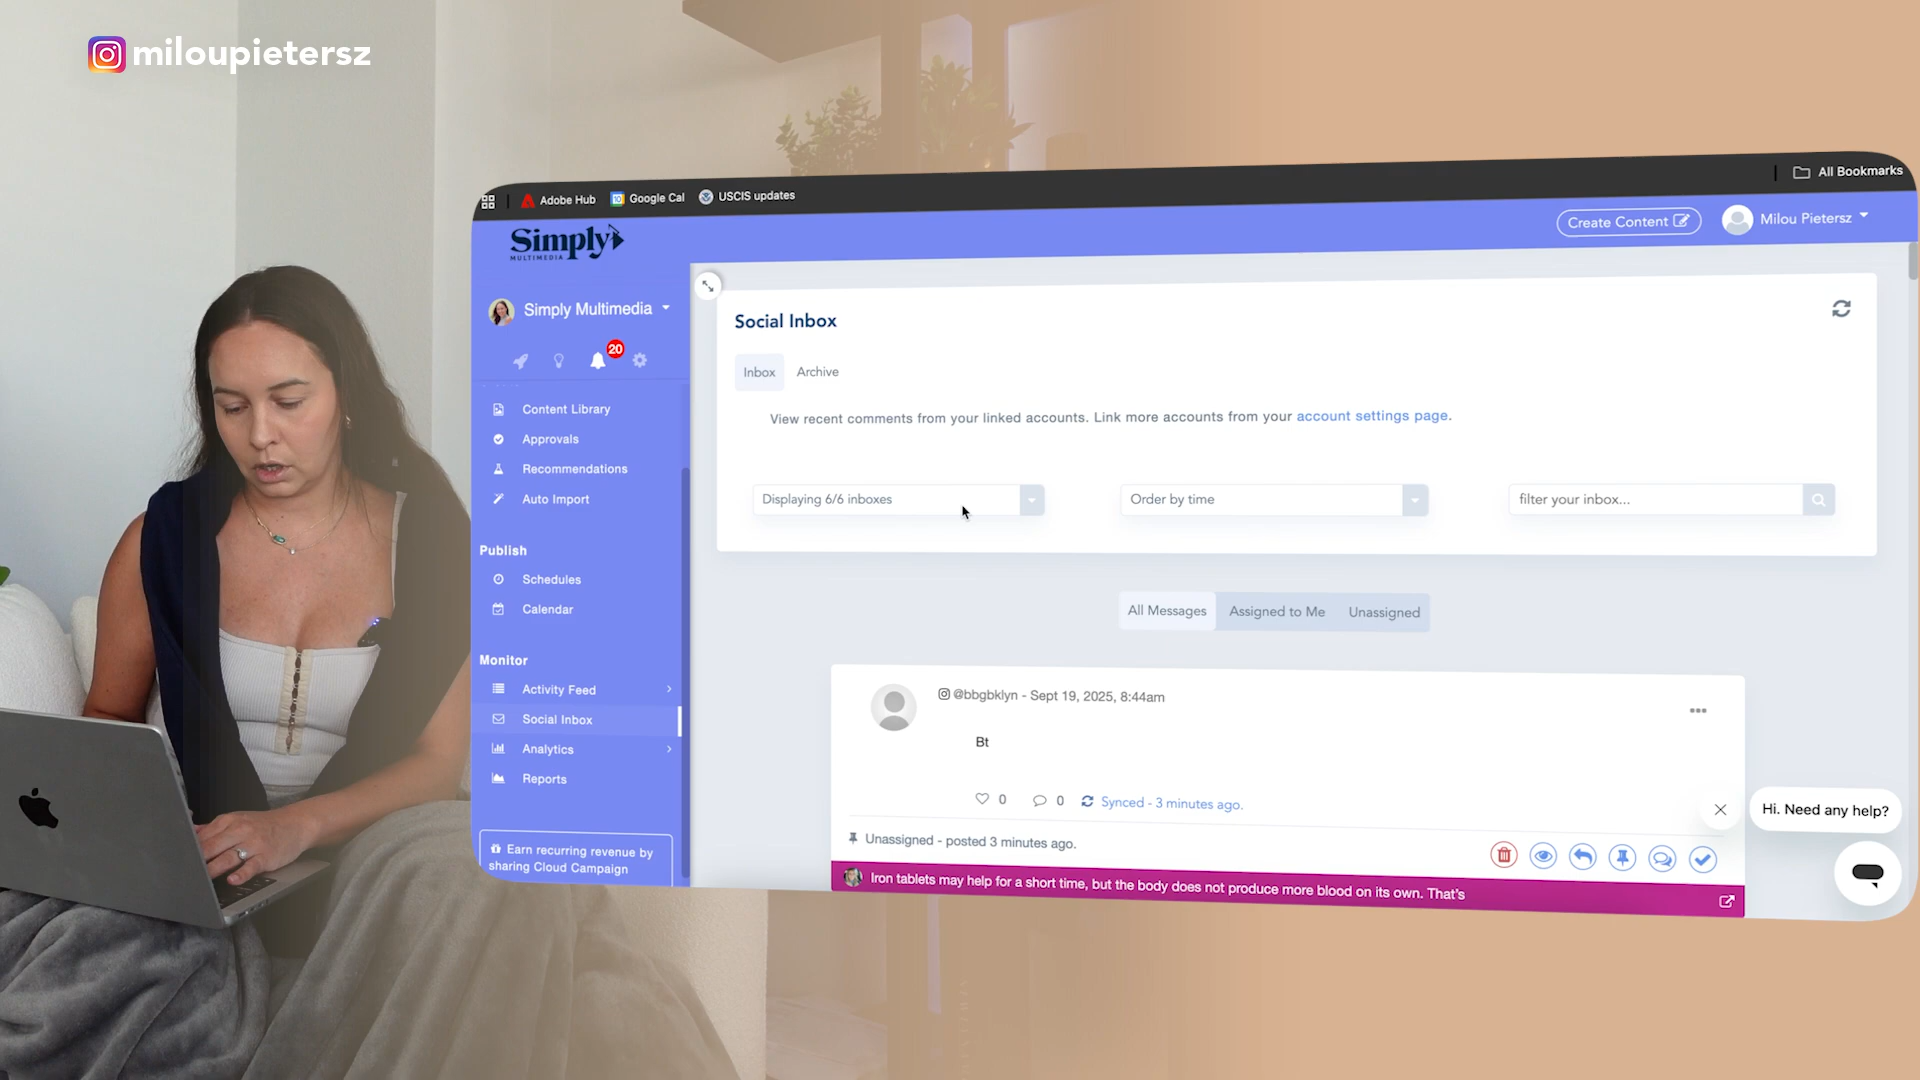 miloupietersz
All Bookmarks
Adobe Hub
Google Cal
USCIS updates
Simply
MULTIMEDIA
Create Content
Milou Pietersz
Simply Multimedia
20
Content Library
Approvals
Recommendations
Auto Import
Publish
Schedules
Calendar
Monitor
Activity Feed
Social Inbox
Analytics
Reports
Earn recurring revenue by
sharing Cloud Campaign
Social Inbox
Inbox
Archive
View recent comments from your linked accounts. Link more accounts from your account settings page.
Displaying 6/6 inboxes
Order by time
filter your inbox...
All Messages
Assigned to Me
Unassigned
@bbgbklyn - Sept 19, 2025, 8:44am
Bt
0
0
Synced - 3 minutes ago.
Unassigned - posted 3 minutes ago.
Iron tablets may help for a short time, but the body does not produce more blood on its own. That's
Hi. Need any help?